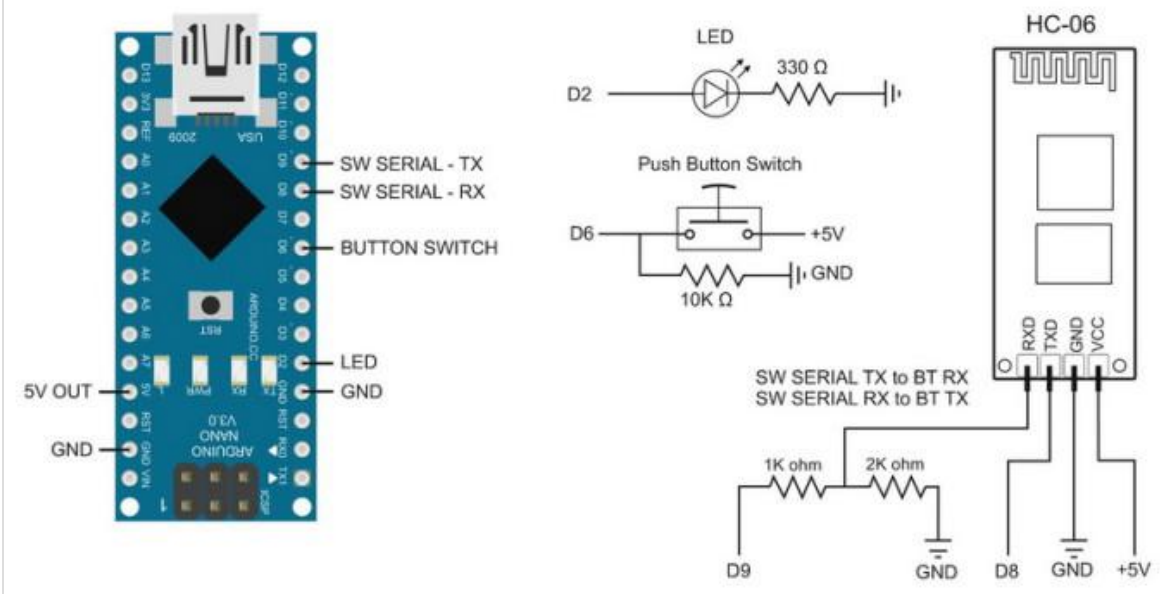 D13
3V3
REF
A0
A1
A2
A3
A4
A5
A6
A7
5V
RST
GND
VIN
D12
D11
D10
D9
D8
D7
D6
D5
D4
D3
D2
GND
RST
RX0
TX1
2009
USA
RST
ARDUINO.CC
L
PWR
RX
TX
ARDUINO
NANO
V3.0
ICSP
1
SW SERIAL - TX
SW SERIAL - RX
BUTTON SWITCH
LED
GND
5V OUT
GND
LED
D2
330 Ω
Push Button Switch
D6
+5V
GND
10K Ω
HC-06
RXD
TXD
GND
VCC
SW SERIAL TX to BT RX
SW SERIAL RX to BT TX
1K ohm
2K ohm
D9
GND
D8
GND
+5V